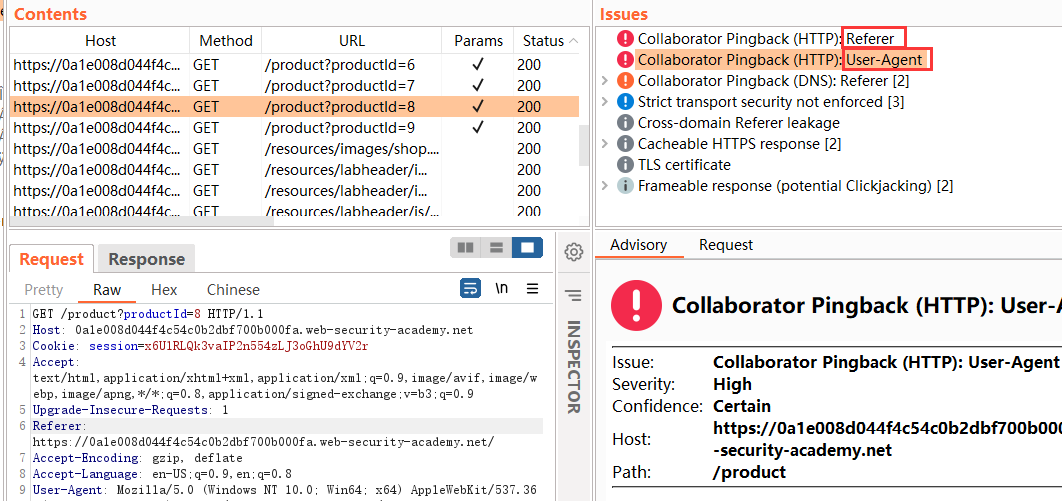 Contents
Host Method URL Params Status
https://0a1e008d044f4c... GET /product?productId=6 ✓ 200
https://0a1e008d044f4c... GET /product?productId=7 ✓ 200
https://0a1e008d044f4c... GET /product?productId=8 ✓ 200
https://0a1e008d044f4c... GET /product?productId=9 ✓ 200
https://0a1e008d044f4c... GET /resources/images/shop.... 200
https://0a1e008d044f4c... GET /resources/labheader/i... 200
https://0a1e008d044f4c... GET /resources/labheader/i... 200
https://0a1e008d044f4c... GET /resources/labheader/js/... 200
Issues
Collaborator Pingback (HTTP): Referer
Collaborator Pingback (HTTP): User-Agent
Collaborator Pingback (DNS): Referer [2]
Strict transport security not enforced [3]
Cross-domain Referer leakage
Cacheable HTTPS response [2]
TLS certificate
Frameable response (potential Clickjacking) [2]
Request Response
Pretty Raw Hex Chinese \n
1 GET /product?productId=8 HTTP/1.1
2 Host: 0a1e008d044f4c54c0b2dbf700b000fa.web-security-academy.net
3 Cookie: session=x6U1RLQk3vaIP2n554zLJ3oGhU9dYV2r
4 Accept:
text/html,application/xhtml+xml,application/xml;q=0.9,image/avif,image/w
ebp,image/apng,*/*;q=0.8,application/signed-exchange;v=b3;q=0.9
5 Upgrade-Insecure-Requests: 1
6 Referer:
https://0a1e008d044f4c54c0b2dbf700b000fa.web-security-academy.net/
7 Accept-Encoding: gzip, deflate
8 Accept-Language: en-US;q=0.9,en;q=0.8
9 User-Agent: Mozilla/5.0 (Windows NT 10.0; Win64; x64) AppleWebKit/537.36
INSPECTOR
Advisory Request
Collaborator Pingback (HTTP): User-A
Issue: Collaborator Pingback (HTTP): User-Agent
Severity: High
Confidence: Certain
Host: https://0a1e008d044f4c54c0b2dbf700b000
-security-academy.net
Path: /product